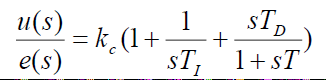 u(s)/e(s) = k_c(1 + 1/(sT_I) + sT_D/(1 + sT))